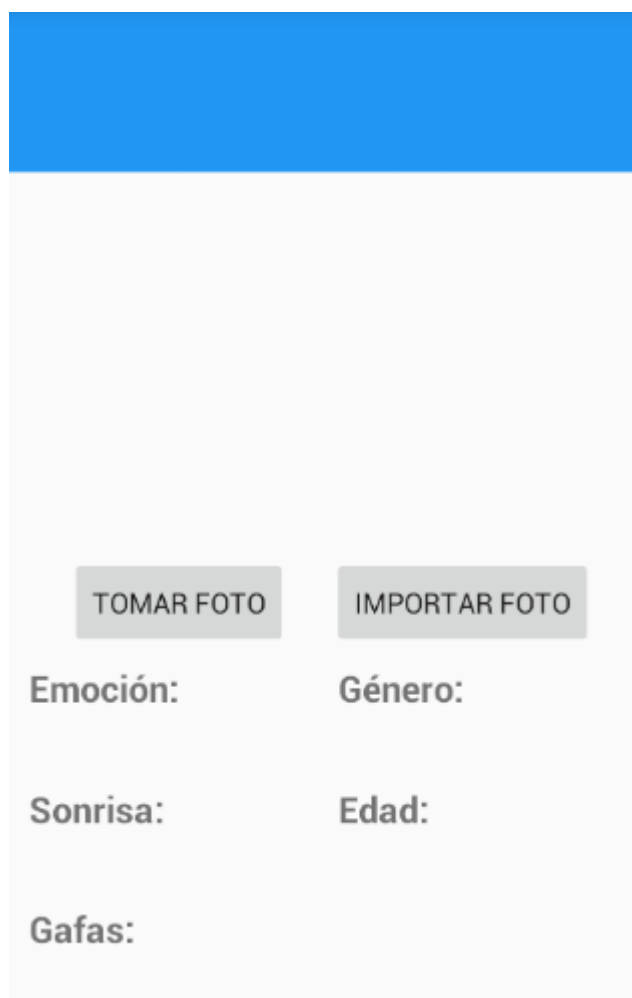 TOMAR FOTO IMPORTAR FOTO
Emoción: Género:
Sonrisa: Edad:
Gafas: